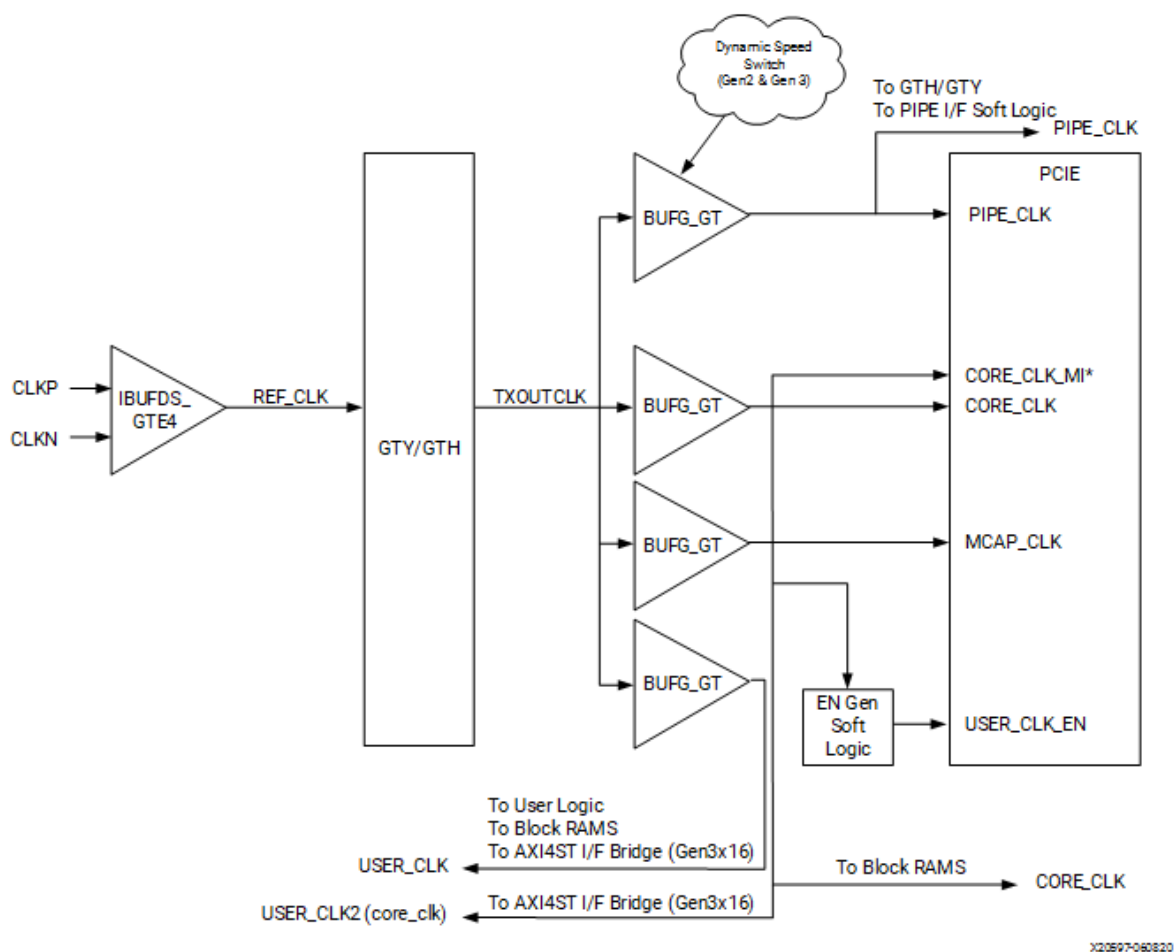 Dynamic Speed
Switch
(Gen2 & Gen 3)
To GTH/GTY
To PIPE I/F Soft Logic
PIPE_CLK
PCIE
BUFG_GT
PIPE_CLK
CLKP
CLKN
IBUFDS_
GTE4
REF_CLK
GTY/GTH
TXOUTCLK
BUFG_GT
CORE_CLK_MI*
CORE_CLK
BUFG_GT
MCAP_CLK
BUFG_GT
EN Gen
Soft
Logic
USER_CLK_EN
To User Logic
To Block RAMS
To AXI4ST I/F Bridge (Gen3x16)
USER_CLK
To Block RAMS
CORE_CLK
To AXI4ST I/F Bridge (Gen3x16)
USER_CLK2 (core_clk)
X20597-060820